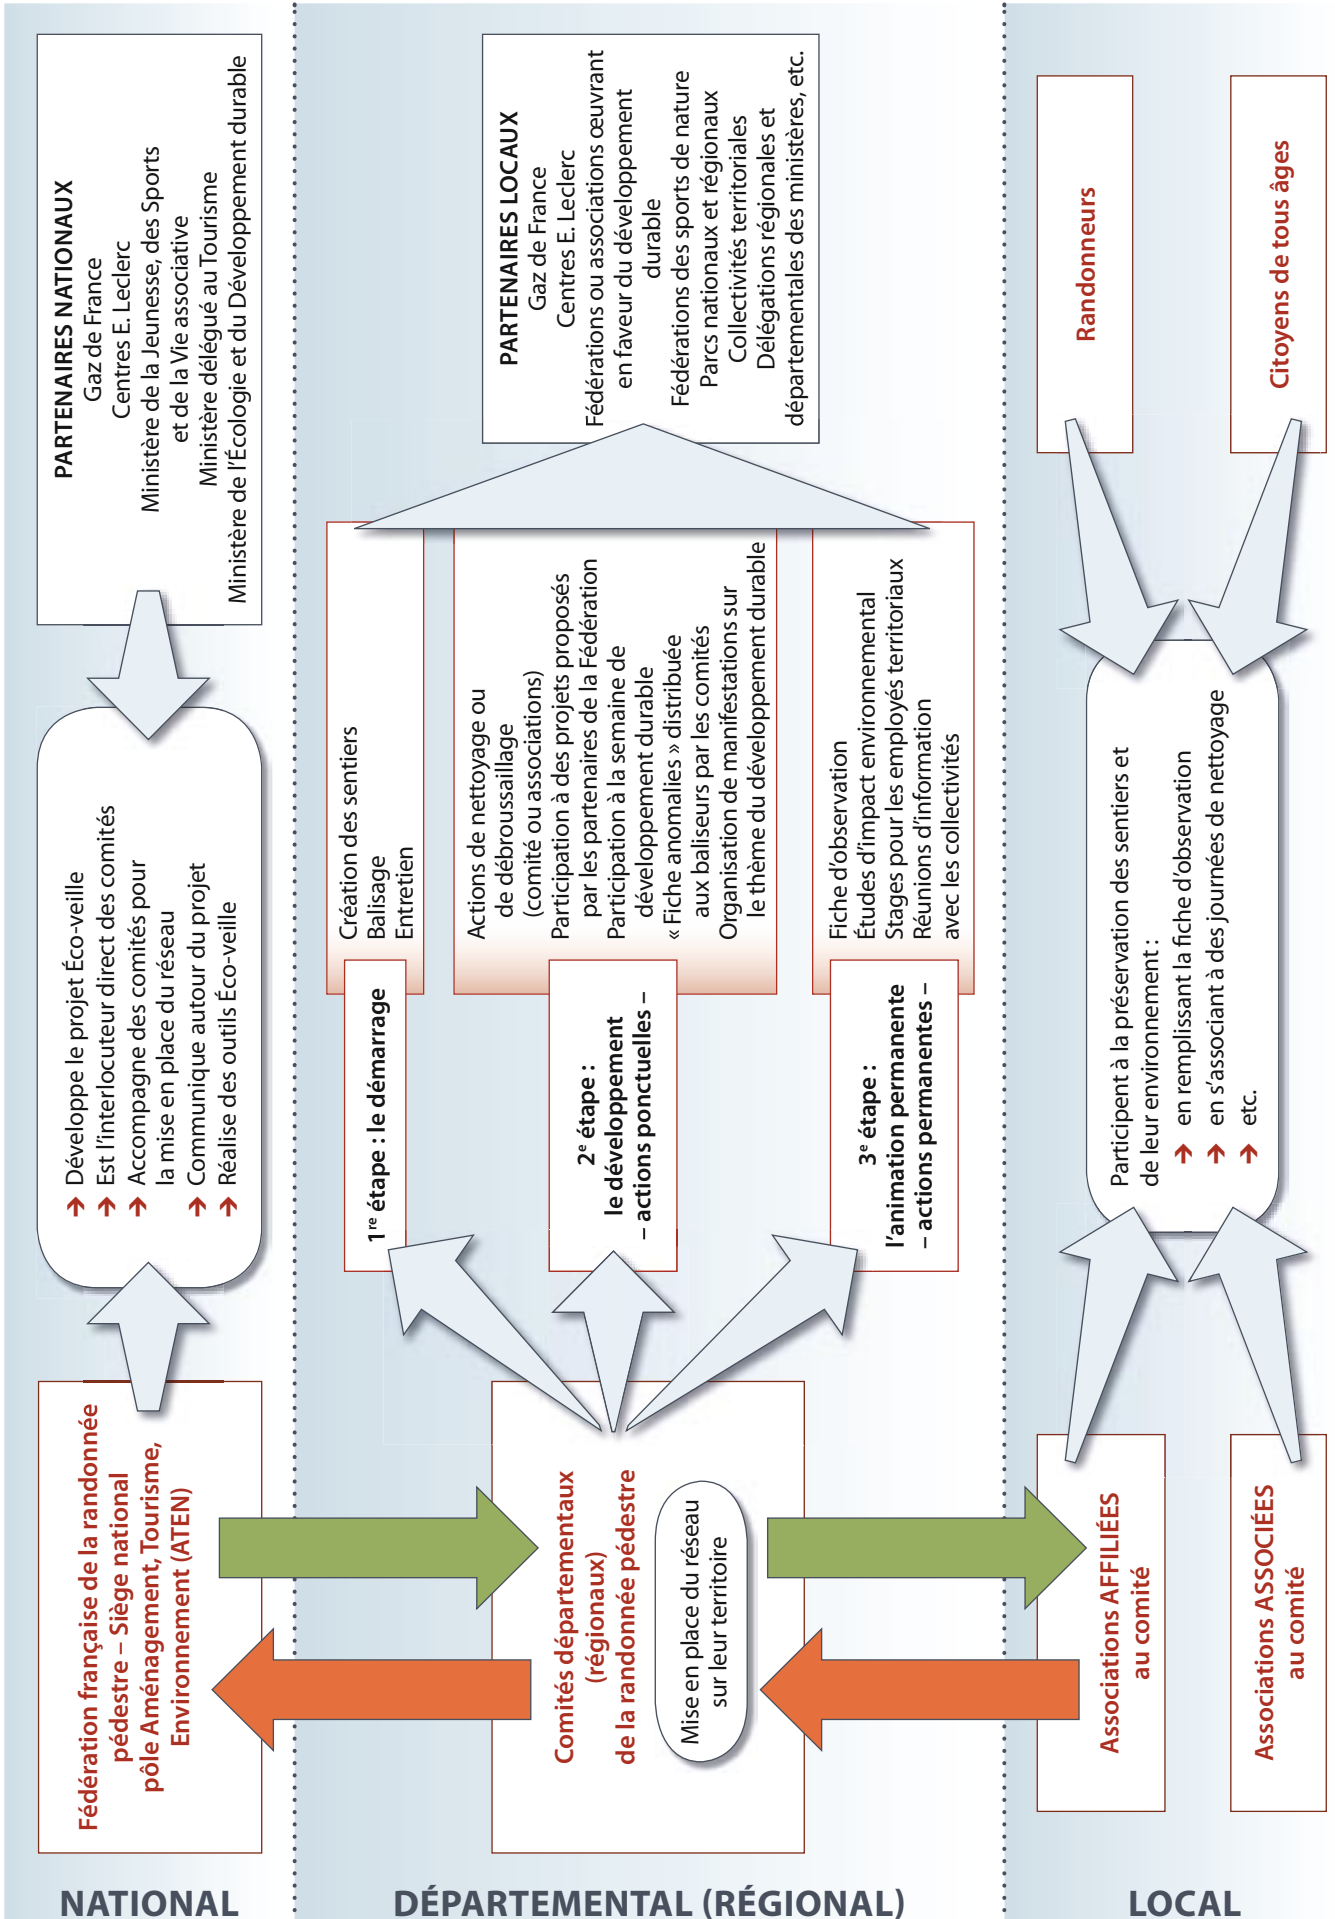 NATIONAL
Fédération française de la randonnée
pédestre – Siège national
pôle Aménagement, Tourisme,
Environnement (ATEN)
➔ Développe le projet Éco-veille
➔ Est l'interlocuteur direct des comités
➔ Accompagne des comités pour
la mise en place du réseau
➔ Communique autour du projet
➔ Réalise des outils Éco-veille
PARTENAIRES NATIONAUX
Gaz de France
Centres E. Leclerc
Ministère de la Jeunesse, des Sports
et de la Vie associative
Ministère délégué au Tourisme
Ministère de l'Écologie et du Développement durable
DÉPARTEMENTAL (RÉGIONAL)
Comités départementaux
(régionaux)
de la randonnée pédestre
Mise en place du réseau
sur leur territoire
1re étape : le démarrage
Création des sentiers
Balisage
Entretien
2e étape :
le développement
– actions ponctuelles –
Actions de nettoyage ou
de débroussaillage
(comité ou associations)
Participation à des projets proposés
par les partenaires de la Fédération
Participation à la semaine de
développement durable
« Fiche anomalies » distribuée
aux baliseurs par les comités
Organisation de manifestations sur
le thème du développement durable
3e étape :
l'animation permanente
– actions permanentes –
Fiche d'observation
Études d'impact environnemental
Stages pour les employés territoriaux
Réunions d'information
avec les collectivités
PARTENAIRES LOCAUX
Gaz de France
Centres E. Leclerc
Fédérations ou associations œuvrant
en faveur du développement
durable
Fédérations des sports de nature
Parcs nationaux et régionaux
Collectivités territoriales
Délégations régionales et
départementales des ministères, etc.
LOCAL
Associations AFFILIÉES
au comité
Associations ASSOCIÉES
au comité
Participent à la préservation des sentiers et
de leur environnement :
➔ en remplissant la fiche d'observation
➔ en s'associant à des journées de nettoyage
➔ etc.
Randonneurs
Citoyens de tous âges